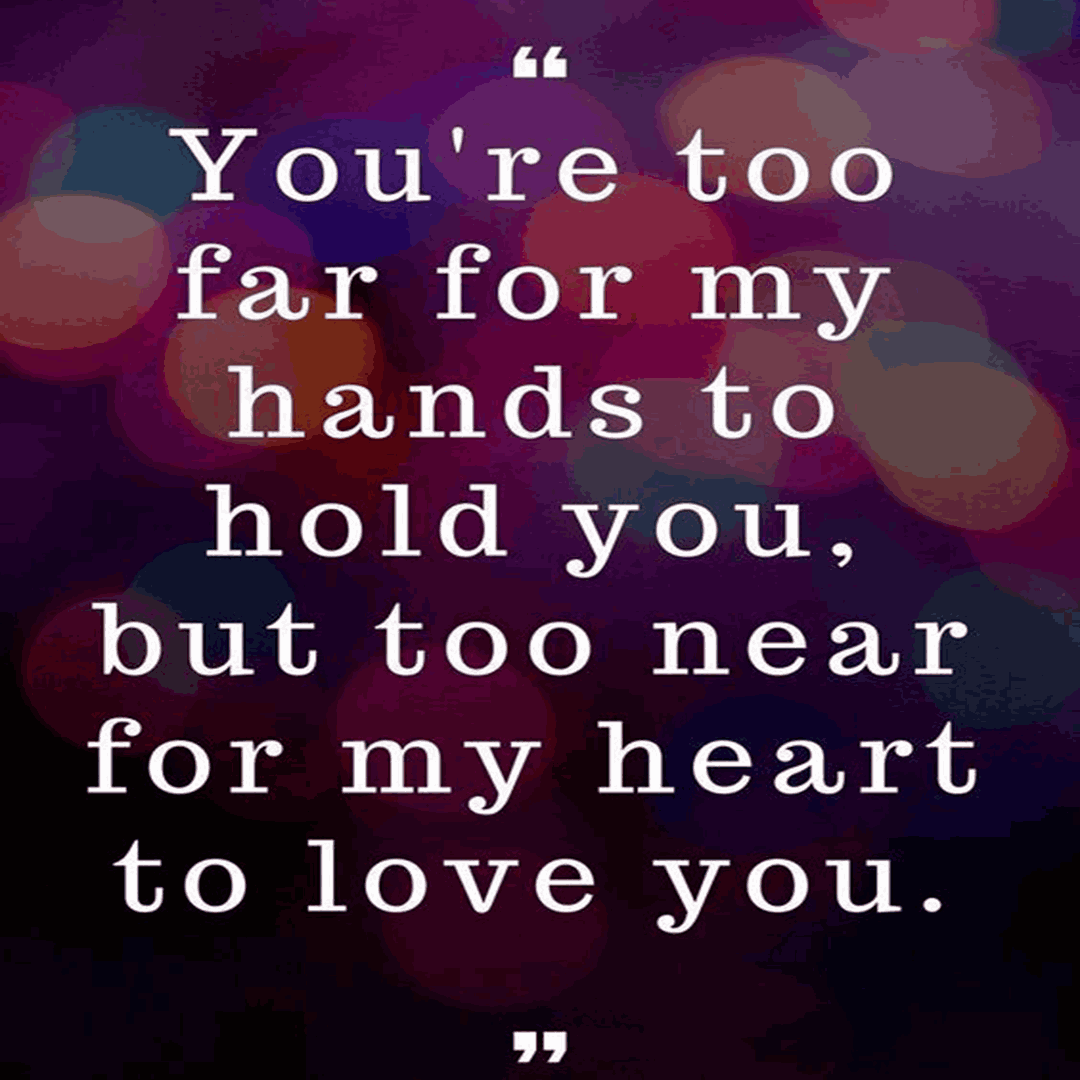 “
You're too
far for my
hands to
hold you,
but too near
for my heart
to love you.
”